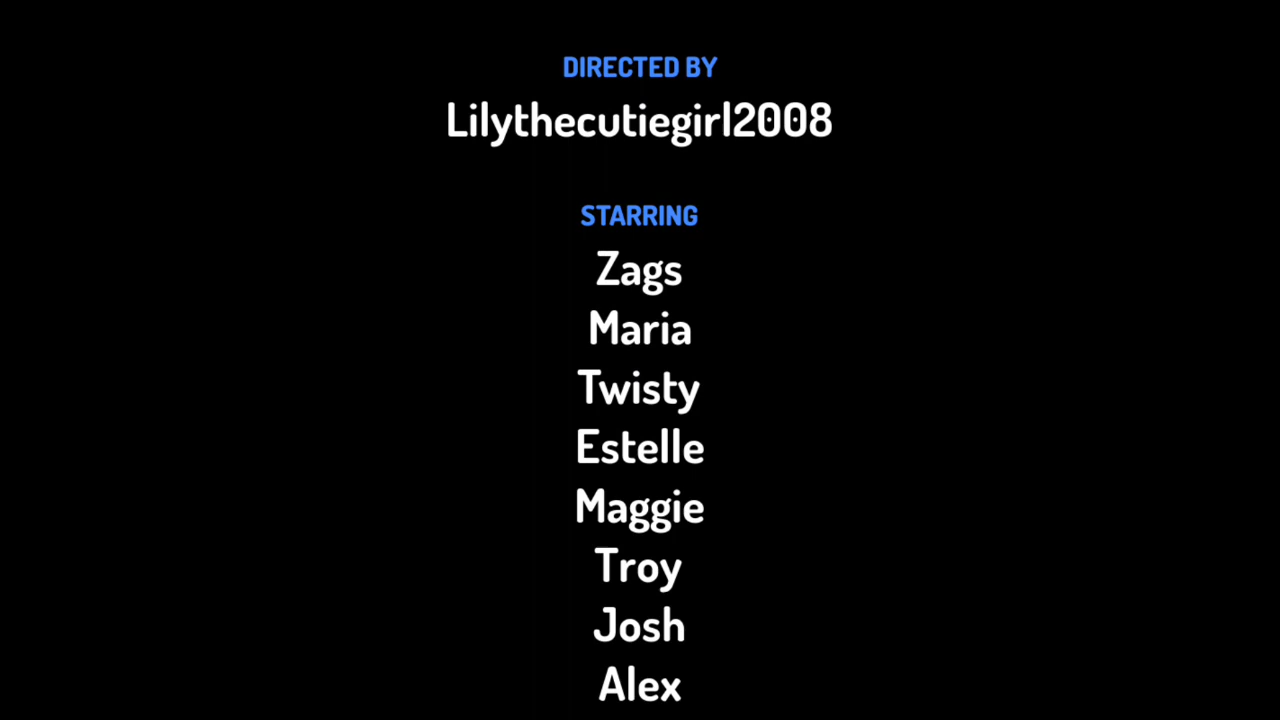 DIRECTED BY
Lilythecutiegirl2008
STARRING
Zags
Maria
Twisty
Estelle
Maggie
Troy
Josh
Alex